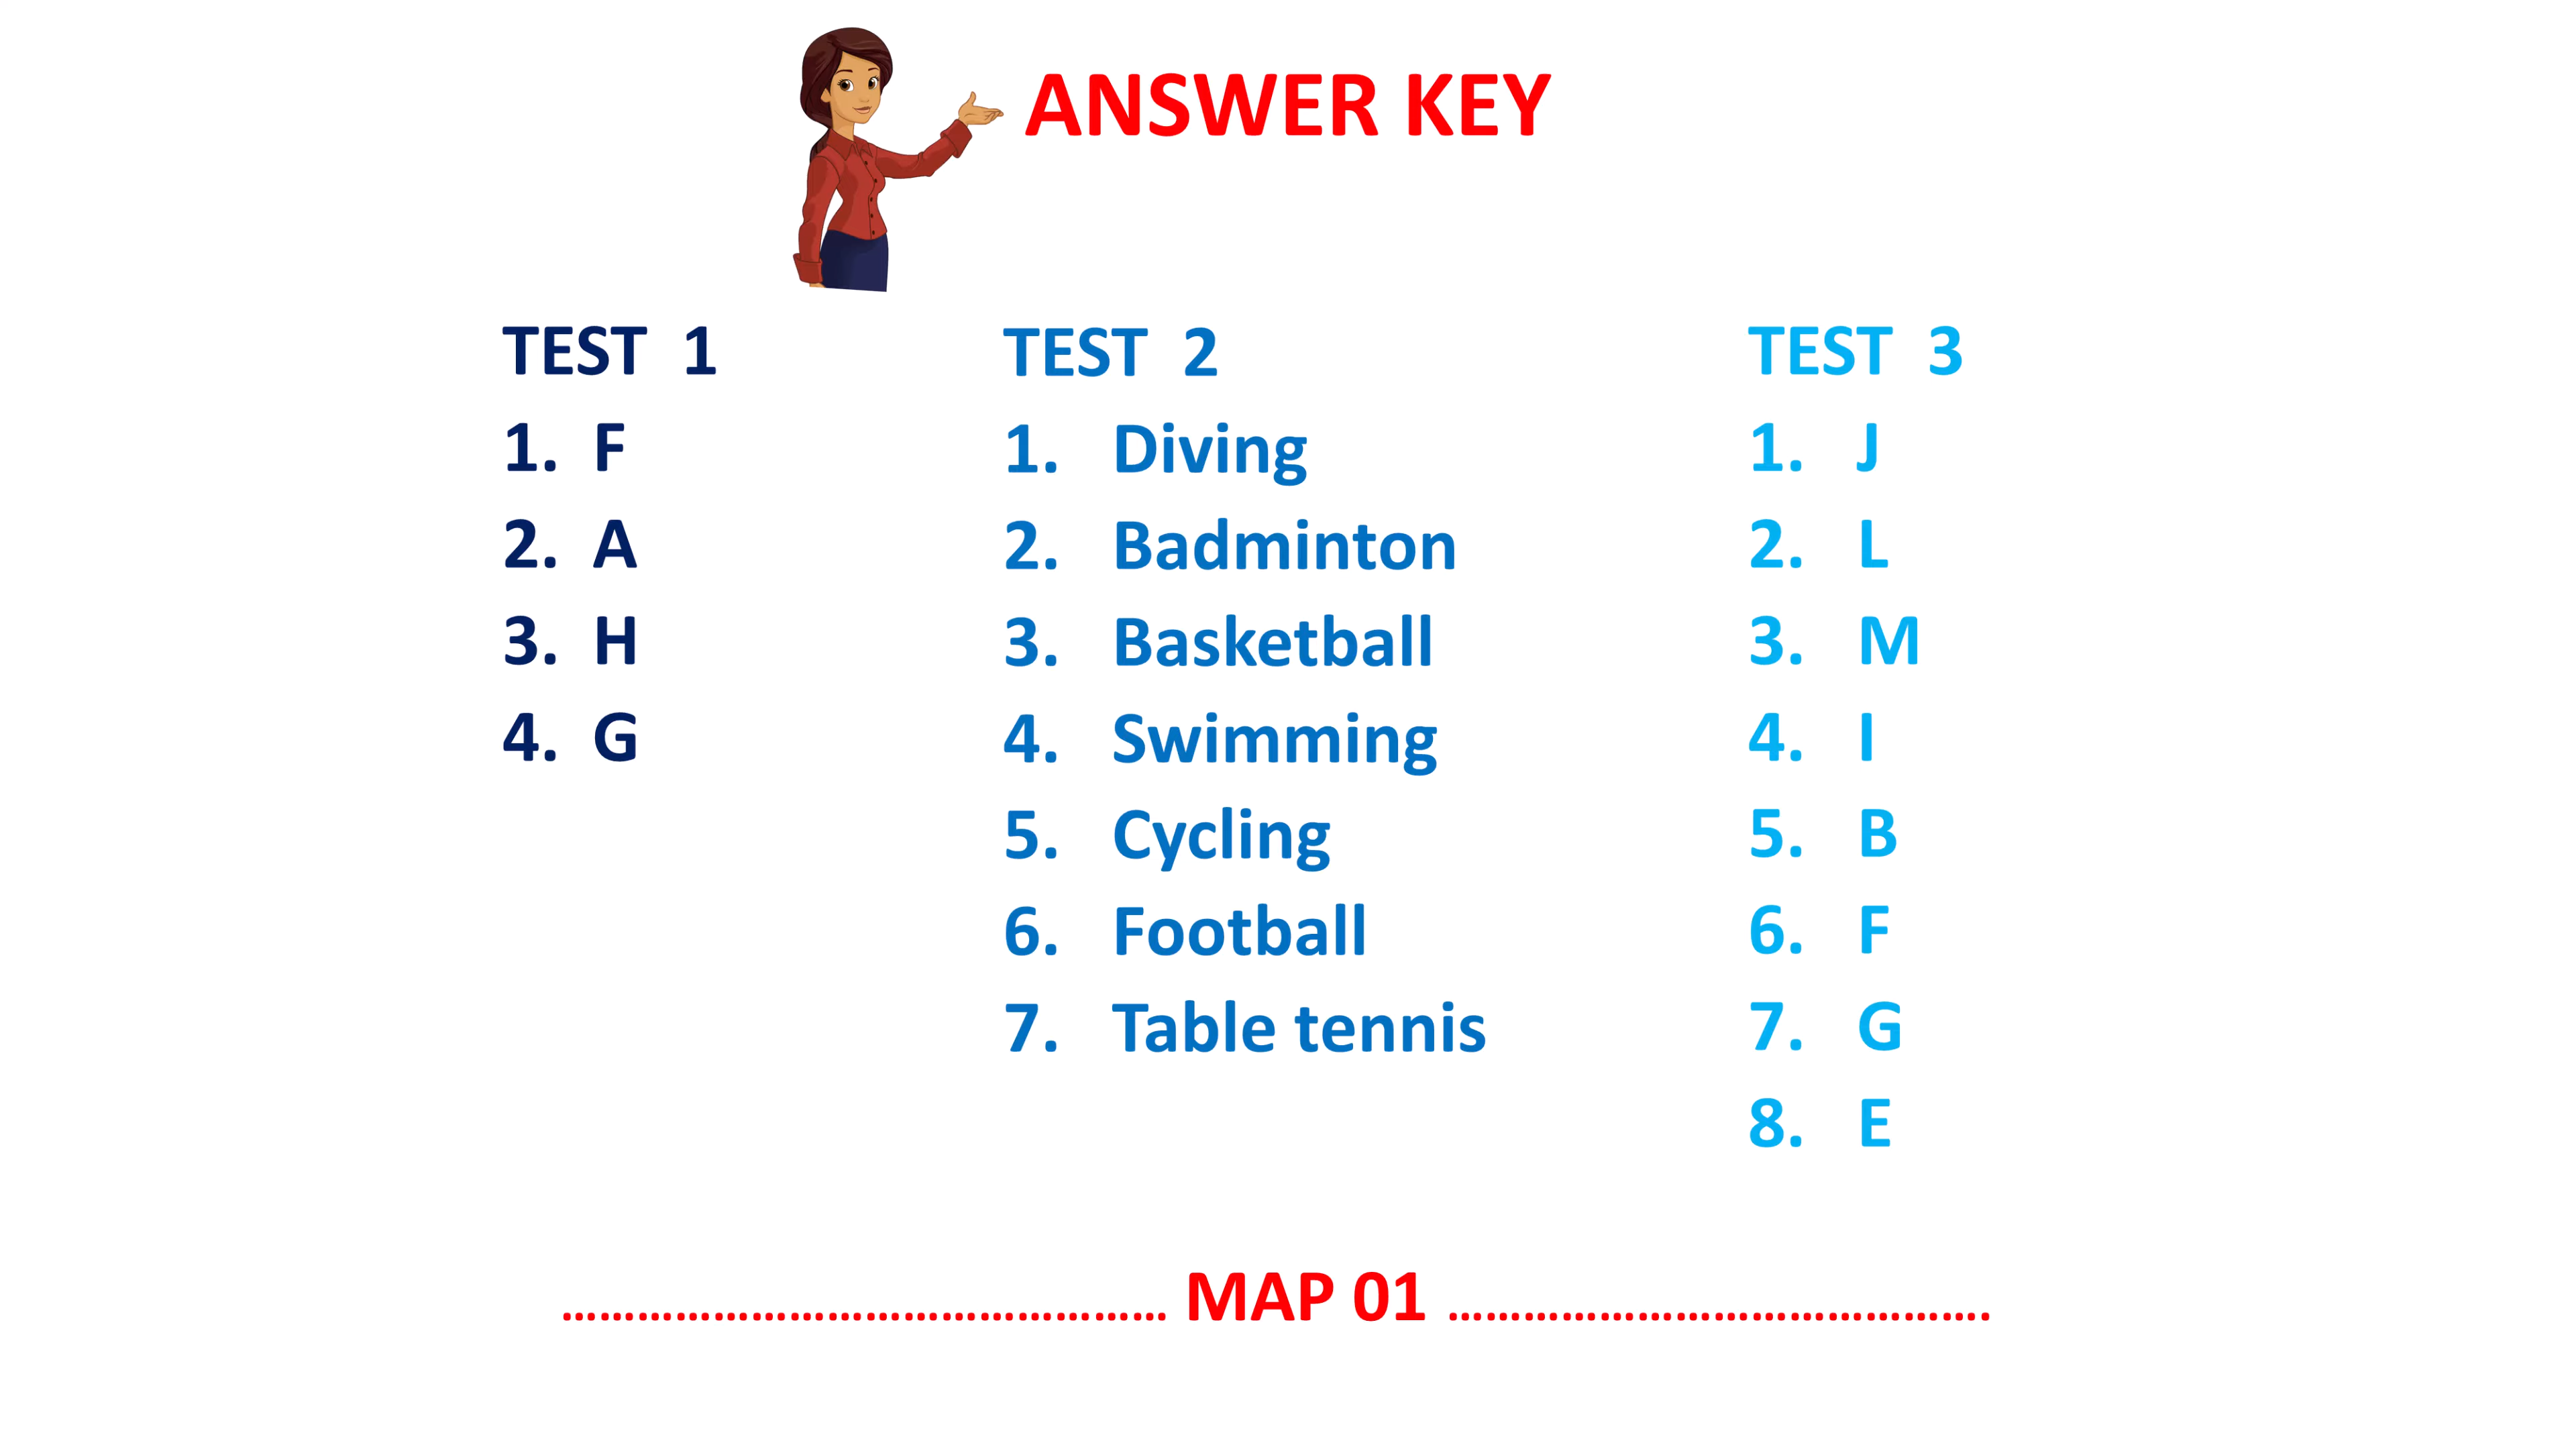 ANSWER KEY
TEST 1
1. F
2. A
3. H
4. G
TEST 2
1. Diving
2. Badminton
3. Basketball
4. Swimming
5. Cycling
6. Football
7. Table tennis
TEST 3
1. J
2. L
3. M
4. I
5. B
6. F
7. G
8. E
................................................ MAP 01 ...........................................